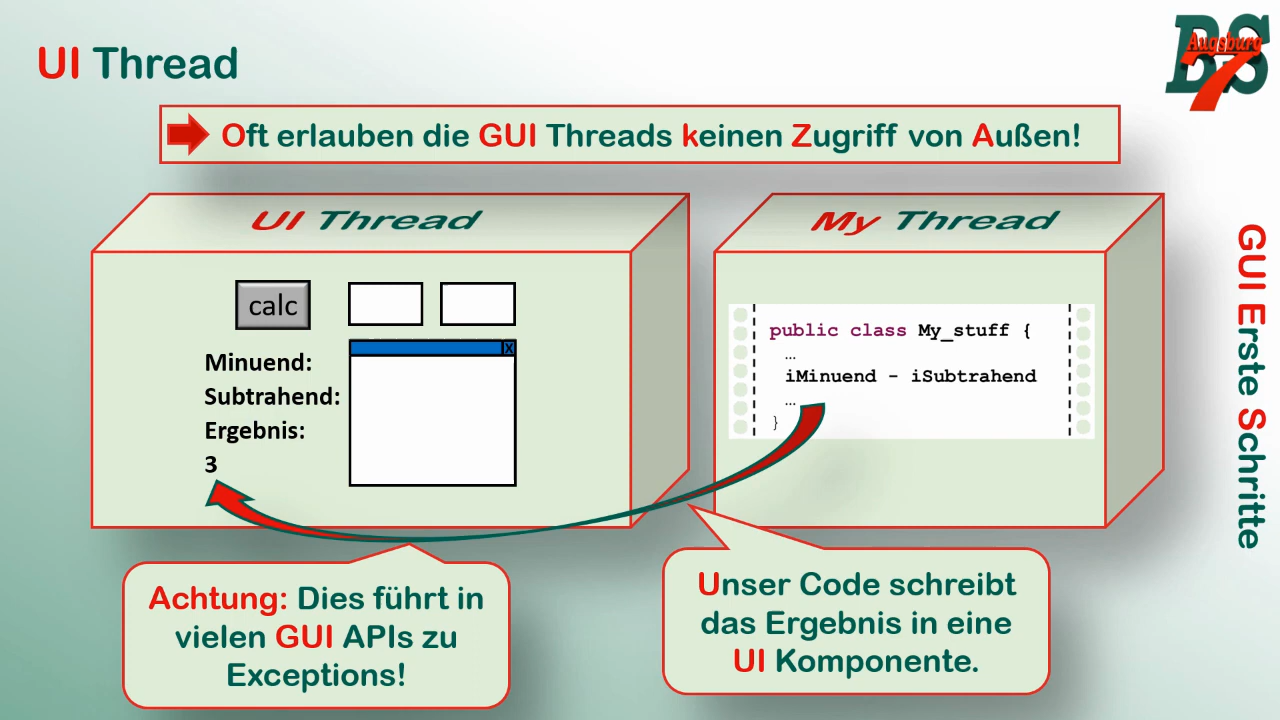 UI Thread
BS
Augsburg
7
Oft erlauben die GUI Threads keinen Zugriff von Außen!
UI Thread
My Thread
calc
X
Minuend:
Subtrahend:
Ergebnis:
3
public class My_stuff {
…
iMinuend - iSubtrahend
…
}
Achtung: Dies führt in
vielen GUI APIs zu
Exceptions!
Unser Code schreibt
das Ergebnis in eine
UI Komponente.
GUI Erste Schritte